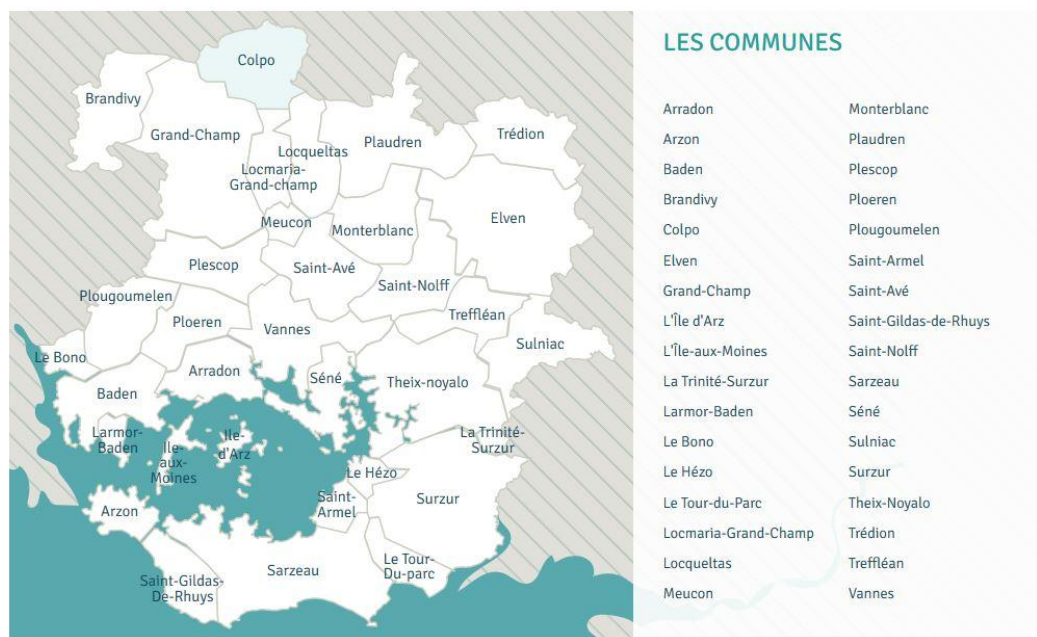 Colpo
Brandivy
Grand-Champ
Trédion
Plaudren
Locqueltas
Locmaria-
Grand-champ
Elven
Meucon
Monterblanc
Plescop
Saint-Avé
Saint-Nolff
Plougoumelen
Ploeren
Vannes
Treffléan
Sulniac
Le Bono
Arradon
Séné
Theix-noyalo
Baden
Larmor-
Baden
Ile-
aux-
Moines
Ile-
d'Arz
La Trinité-
Surzur
Le Hézo
Surzur
Saint-
Armel
Arzon
Le Tour-
Du-parc
Sarzeau
Saint-Gildas-
De-Rhuys
LES COMMUNES
Arradon
Arzon
Baden
Brandivy
Colpo
Elven
Grand-Champ
L'Île d'Arz
L'Île-aux-Moines
La Trinité-Surzur
Larmor-Baden
Le Bono
Le Hézo
Le Tour-du-Parc
Locmaria-Grand-Champ
Locqueltas
Meucon
Monterblanc
Plaudren
Plescop
Ploeren
Plougoumelen
Saint-Armel
Saint-Avé
Saint-Gildas-de-Rhuys
Saint-Nolff
Sarzeau
Séné
Sulniac
Surzur
Theix-Noyalo
Trédion
Treffléan
Vannes